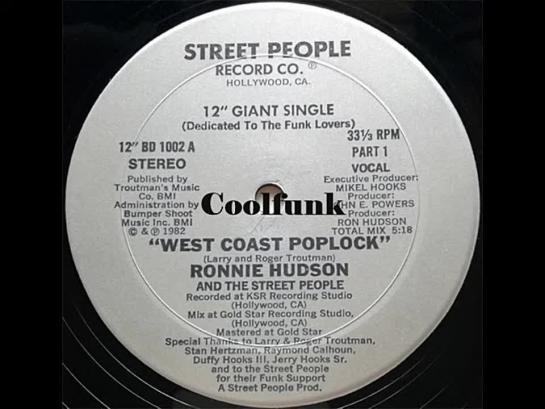 STREET PEOPLE
RECORD CO. ℗
HOLLYWOOD, CA.
12" GIANT SINGLE
(Dedicated To The Funk Lovers)
12" BD 1002 A
STEREO
33⅓ RPM
PART 1
VOCAL
Published by
Troutman's Music
Co. BMI
Administration by
Bumper Shoot
Music Inc. BMI
© & ℗ 1982
Executive Producer:
MIKEL HOOKS
Producer:
HN E. POWERS
Producer:
RON HUDSON
TOTAL MIX 5:18
Coolfunk
"WEST COAST POPLOCK"
(Larry and Roger Troutman)
RONNIE HUDSON
AND THE STREET PEOPLE
Recorded at KSR Recording Studio
(Hollywood, CA)
Mix at Gold Star Recording Studio,
(Hollywood, CA)
Mastered at Gold Star
Special Thanks to Larry & Roger Troutman,
Stan Hertzman, Raymond Calhoun,
Duffy Hooks III, Jerry Hooks Sr.
and to the Street People
for their Funk Support
A Street People Prod.